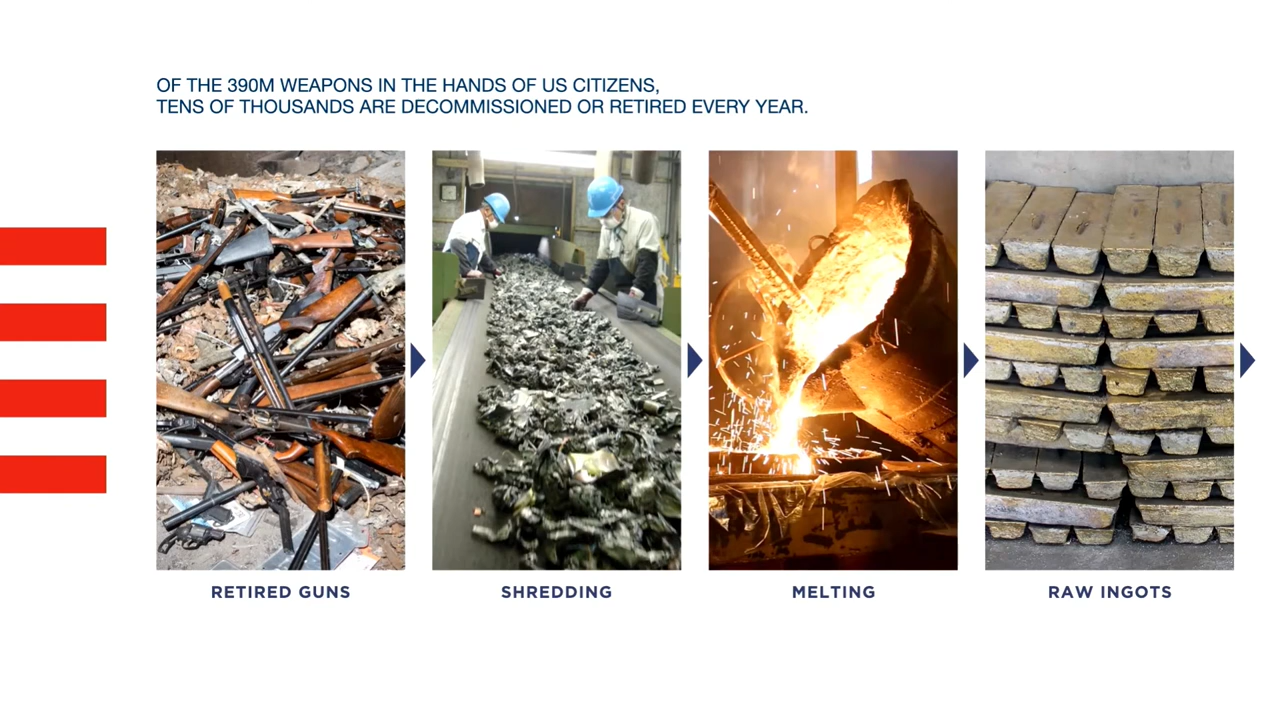 OF THE 390M WEAPONS IN THE HANDS OF US CITIZENS,
TENS OF THOUSANDS ARE DECOMMISSIONED OR RETIRED EVERY YEAR.
RETIRED GUNS
SHREDDING
MELTING
RAW INGOTS